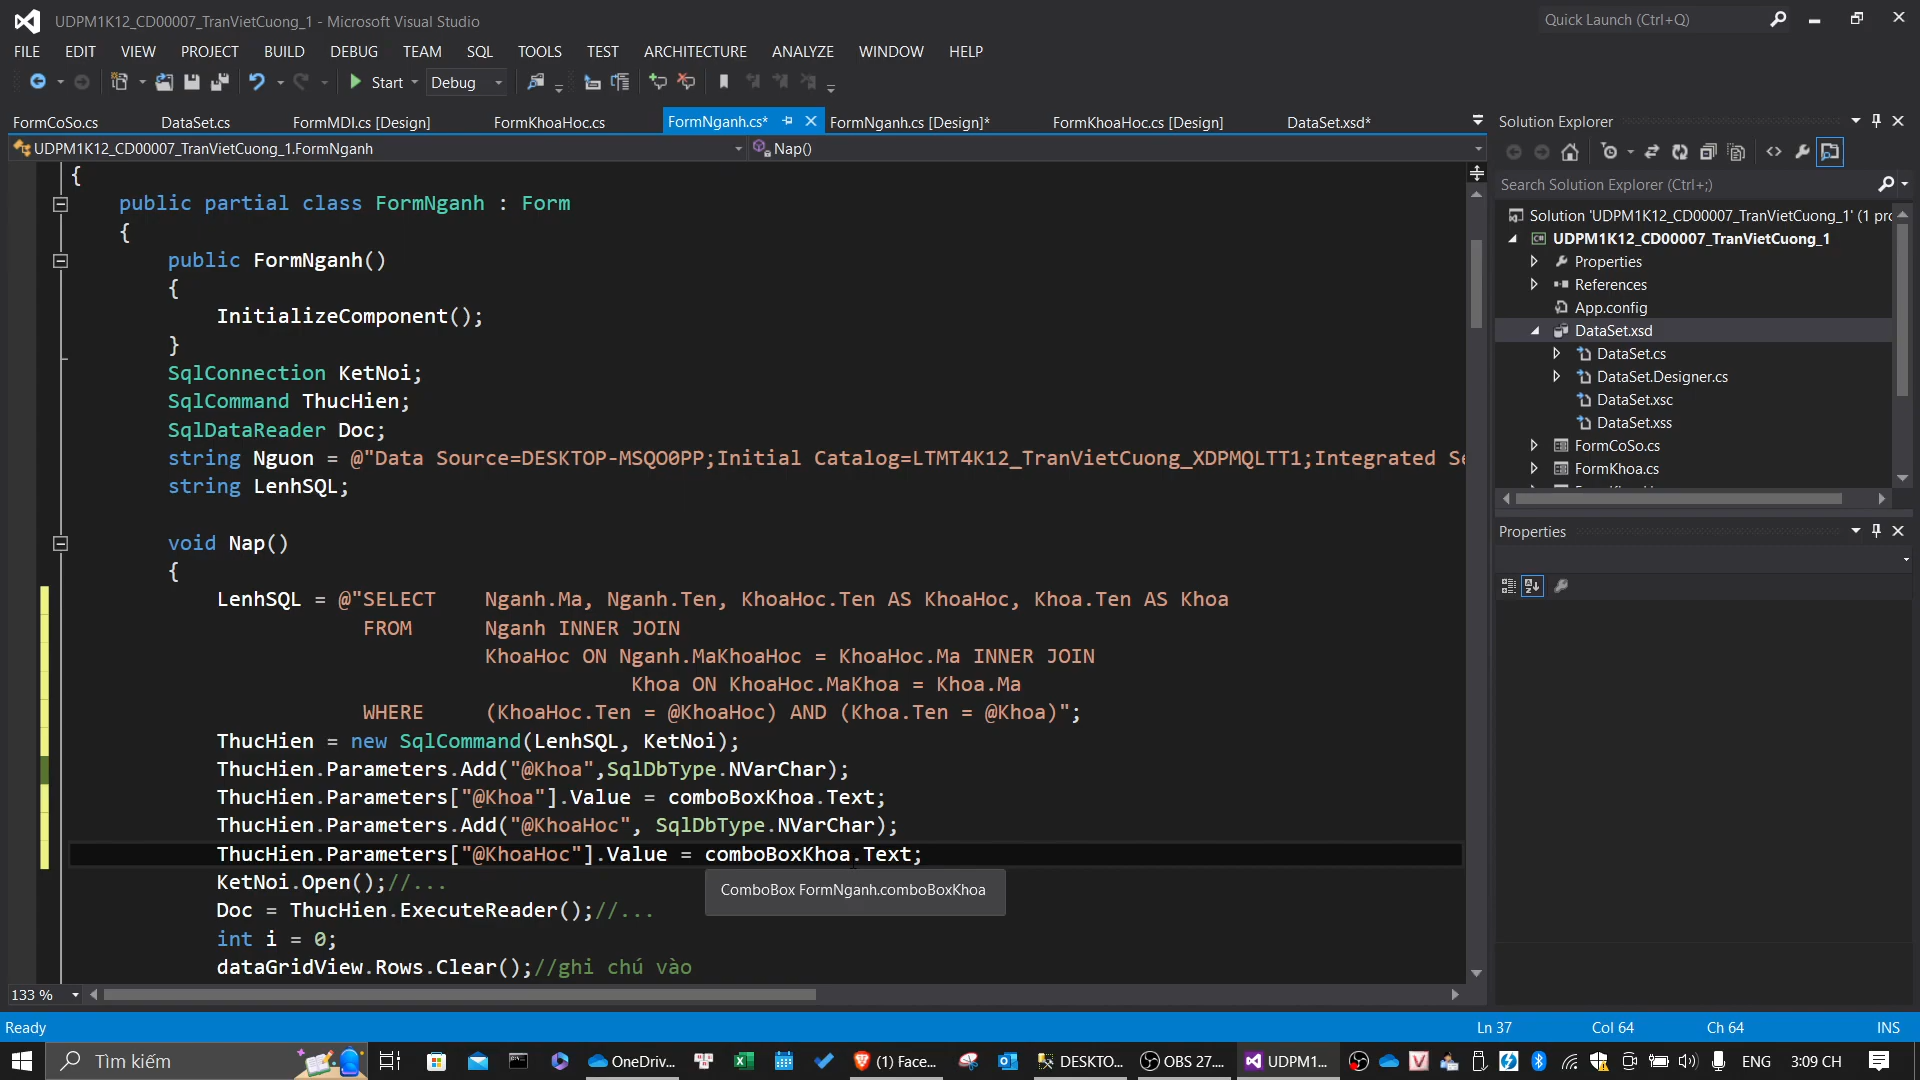 UDPM1K12_CD00007_TranVietCuong_1 - Microsoft Visual Studio
Quick Launch (Ctrl+Q)
FILE EDIT VIEW PROJECT BUILD DEBUG TEAM SQL TOOLS TEST ARCHITECTURE ANALYZE WINDOW HELP
Start Debug
FormCoSo.cs DataSet.cs FormMDI.cs [Design] FormKhoaHoc.cs FormNganh.cs* FormNganh.cs [Design]* FormKhoaHoc.cs [Design] DataSet.xsd*
UDPM1K12_CD00007_TranVietCuong_1.FormNganh Nap()
{
public partial class FormNganh : Form
{
public FormNganh()
{
InitializeComponent();
}
SqlConnection KetNoi;
SqlCommand ThucHien;
SqlDataReader Doc;
string Nguon = @"Data Source=DESKTOP-MSQO0PP;Initial Catalog=LTMT4K12_TranVietCuong_XDPMQLTT1;Integrated Se
string LenhSQL;
void Nap()
{
LenhSQL = @"SELECT Nganh.Ma, Nganh.Ten, KhoaHoc.Ten AS KhoaHoc, Khoa.Ten AS Khoa
FROM Nganh INNER JOIN
KhoaHoc ON Nganh.MaKhoaHoc = KhoaHoc.Ma INNER JOIN
Khoa ON KhoaHoc.MaKhoa = Khoa.Ma
WHERE (KhoaHoc.Ten = @KhoaHoc) AND (Khoa.Ten = @Khoa)";
ThucHien = new SqlCommand(LenhSQL, KetNoi);
ThucHien.Parameters.Add("@Khoa",SqlDbType.NVarChar);
ThucHien.Parameters["@Khoa"].Value = comboBoxKhoa.Text;
ThucHien.Parameters.Add("@KhoaHoc", SqlDbType.NVarChar);
ThucHien.Parameters["@KhoaHoc"].Value = comboBoxKhoa.Text;
KetNoi.Open();//...
ComboBox FormNganh.comboBoxKhoa
Doc = ThucHien.ExecuteReader();//...
int i = 0;
dataGridView.Rows.Clear();//ghi chú vào
133 %
Solution Explorer
Search Solution Explorer (Ctrl+;)
Solution 'UDPM1K12_CD00007_TranVietCuong_1' (1 pro
UDPM1K12_CD00007_TranVietCuong_1
Properties
References
App.config
DataSet.xsd
DataSet.cs
DataSet.Designer.cs
DataSet.xsc
DataSet.xss
FormCoSo.cs
FormKhoa.cs
Properties
Ready Ln 37 Col 64 Ch 64 INS
Tìm kiếm OneDriv... (1) Face... DESKTO... OBS 27.... UDPM1... ENG 3:09 CH